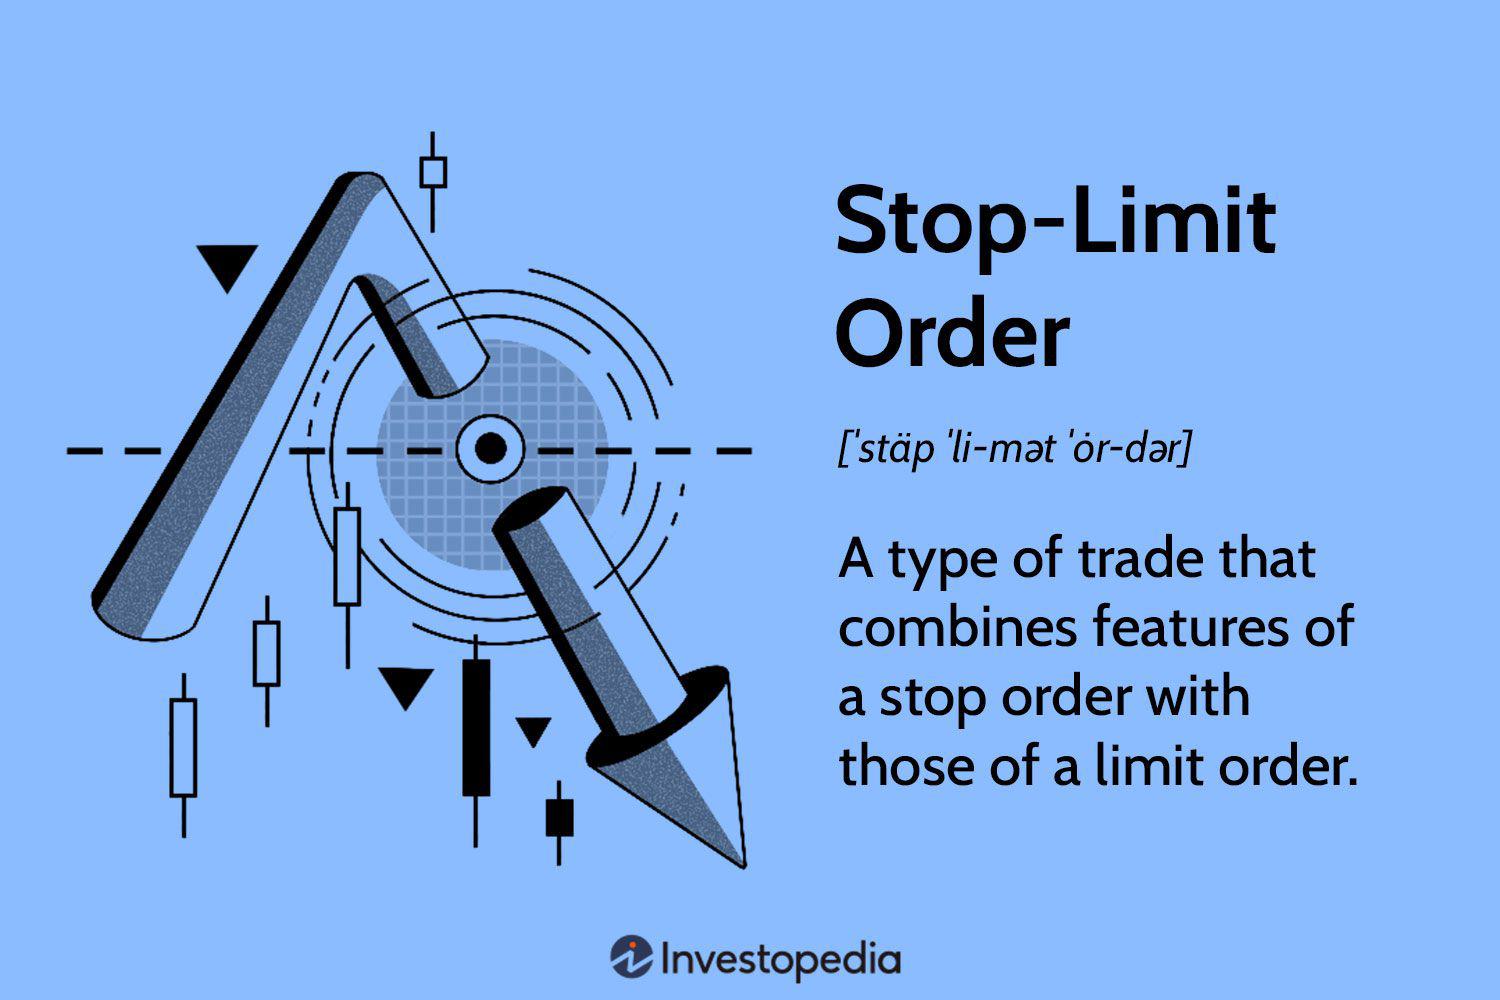 Stop-Limit
Order
[ˈstäp ˈli-mət ˈȯr-dər]
A type of trade that
combines features of
a stop order with
those of a limit order.
Investopedia